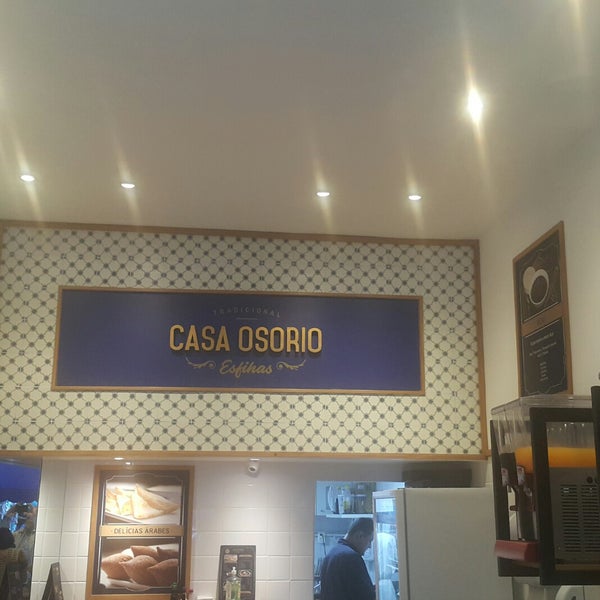 TRADICIONAL
CASA OSORIO
Esfihas
DELÍCIAS ÁRABES